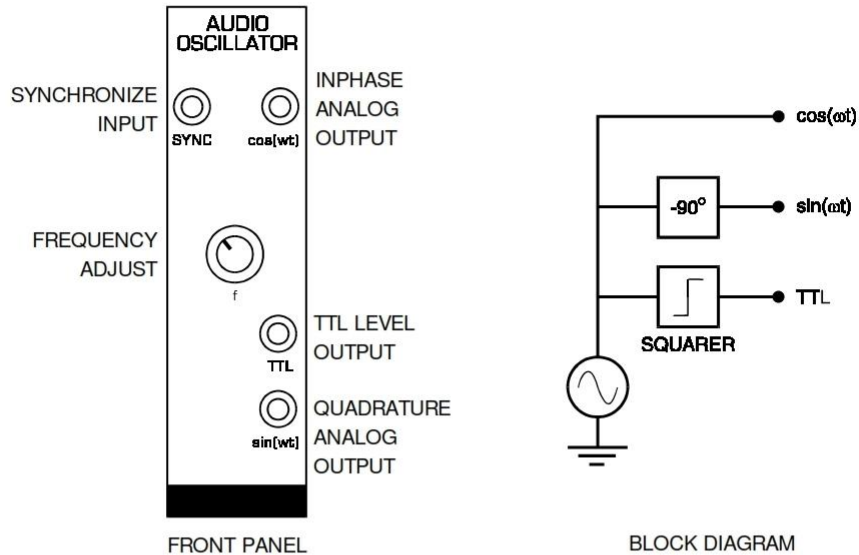 AUDIO
OSCILLATOR
SYNCHRONIZE
INPUT
SYNC
cos(wt)
INPHASE
ANALOG
OUTPUT
FREQUENCY
ADJUST
f
TTL LEVEL
OUTPUT
TTL
sin(wt)
QUADRATURE
ANALOG
OUTPUT
FRONT PANEL
cos(ωt)
-90°
sin(ωt)
TTL
SQUARER
BLOCK DIAGRAM